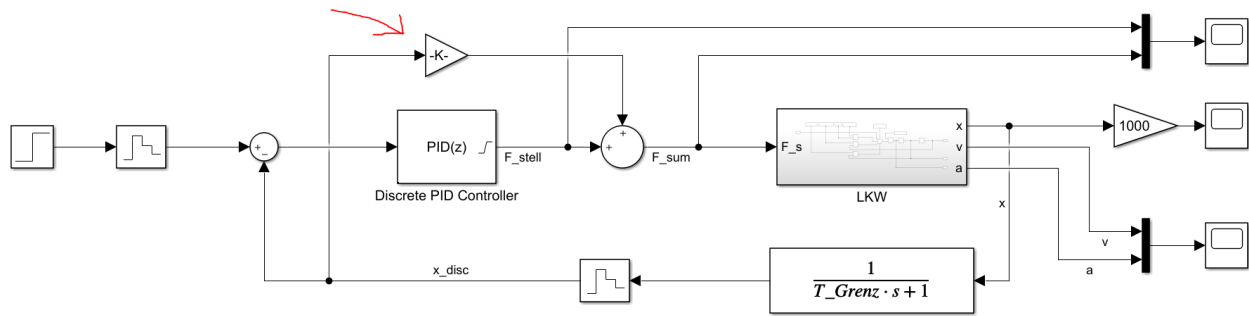 -K-
PID(z)
F_stell
Discrete PID Controller
F_sum
F_s
x
v
a
LKW
1000
x
v
a
x_disc
1
T_Grenz · s + 1